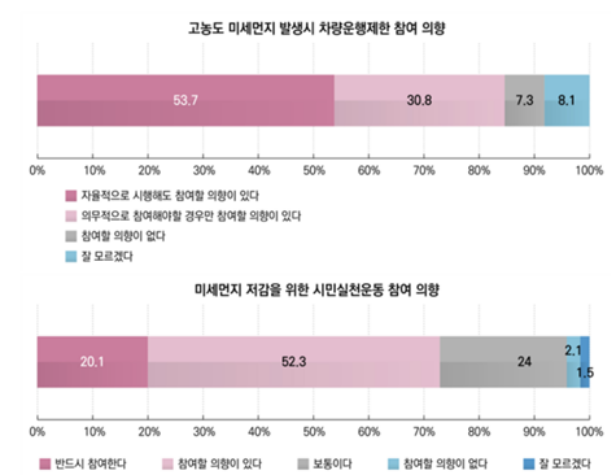 고농도 미세먼지 발생시 차량운행제한 참여 의향
53.7 30.8 7.3 8.1
0% 10% 20% 30% 40% 50% 60% 70% 80% 90% 100%
자율적으로 시행해도 참여할 의향이 있다
의무적으로 참여해야할 경우만 참여할 의향이 있다
참여할 의향이 없다
잘 모르겠다
미세먼지 저감을 위한 시민실천운동 참여 의향
20.1 52.3 24 2.1 1.5
0% 10% 20% 30% 40% 50% 60% 70% 80% 90% 100%
반드시 참여한다 참여할 의향이 있다 보통이다 참여할 의향이 없다 잘 모르겠다